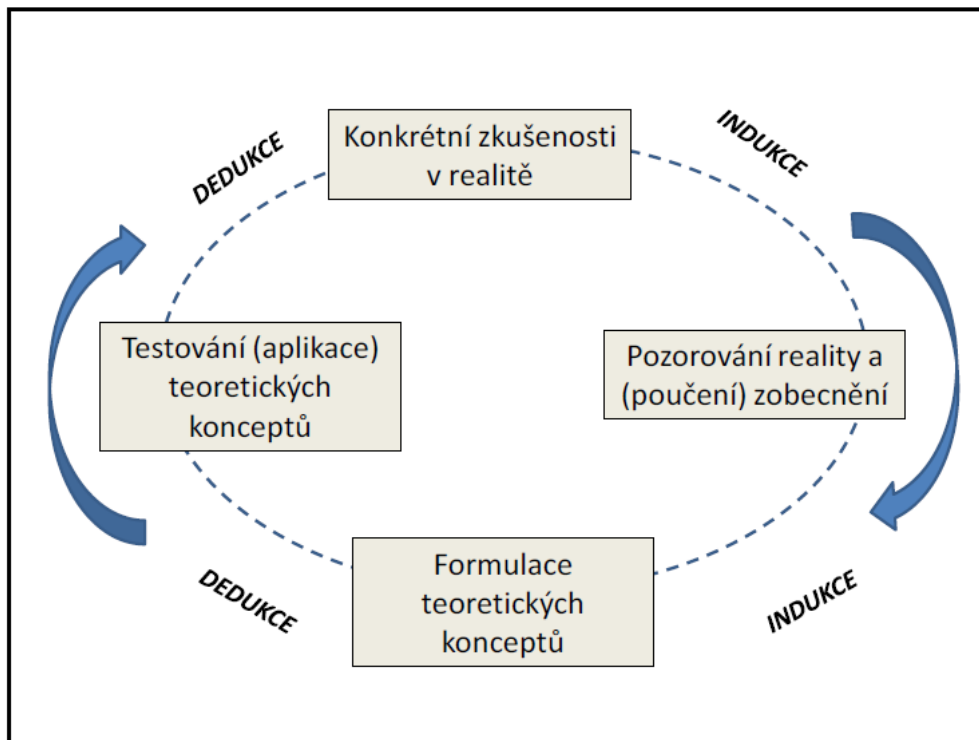 DEDUKCE
Konkrétní zkušenosti
v realitě
INDUKCE
Testování (aplikace)
teoretických
konceptů
Pozorování reality a
(poučení) zobecnění
DEDUKCE
Formulace
teoretických
konceptů
INDUKCE